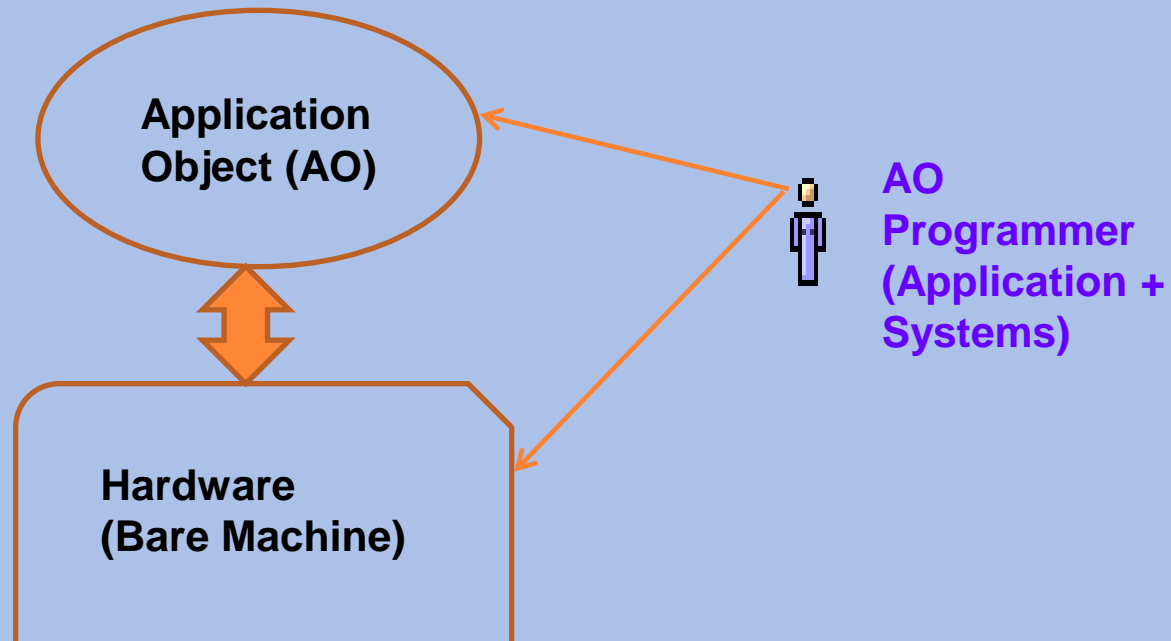 Application
Object (AO)
AO
Programmer
(Application +
Systems)
Hardware
(Bare Machine)